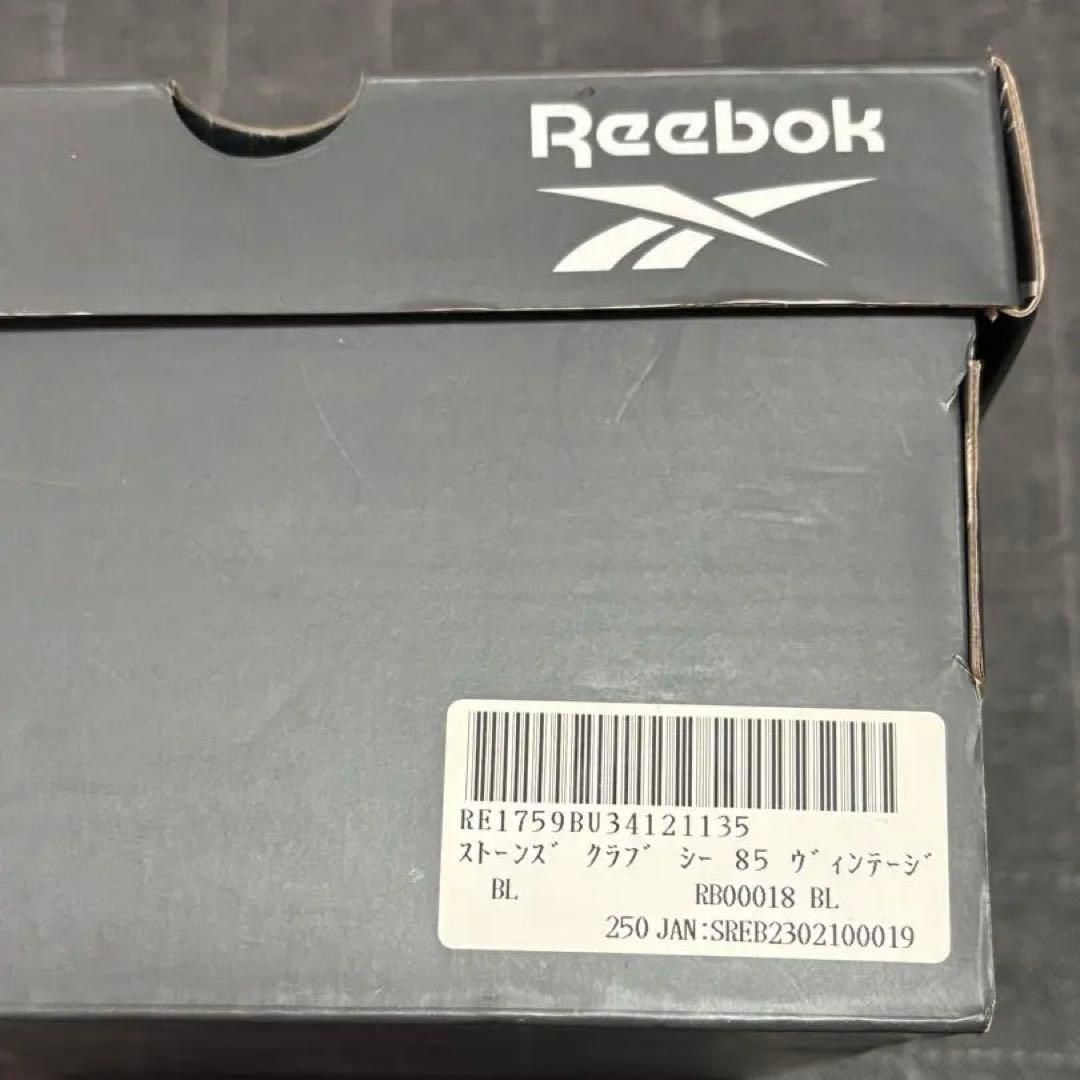 Reebok
RE1759BU34121135
ｽﾄｰﾝｽﾞ ｸﾗﾌﾞ ｼｰ 85 ｳﾞｨﾝﾃｰｼﾞ
BL RB00018 BL
250 JAN:SREB2302100019